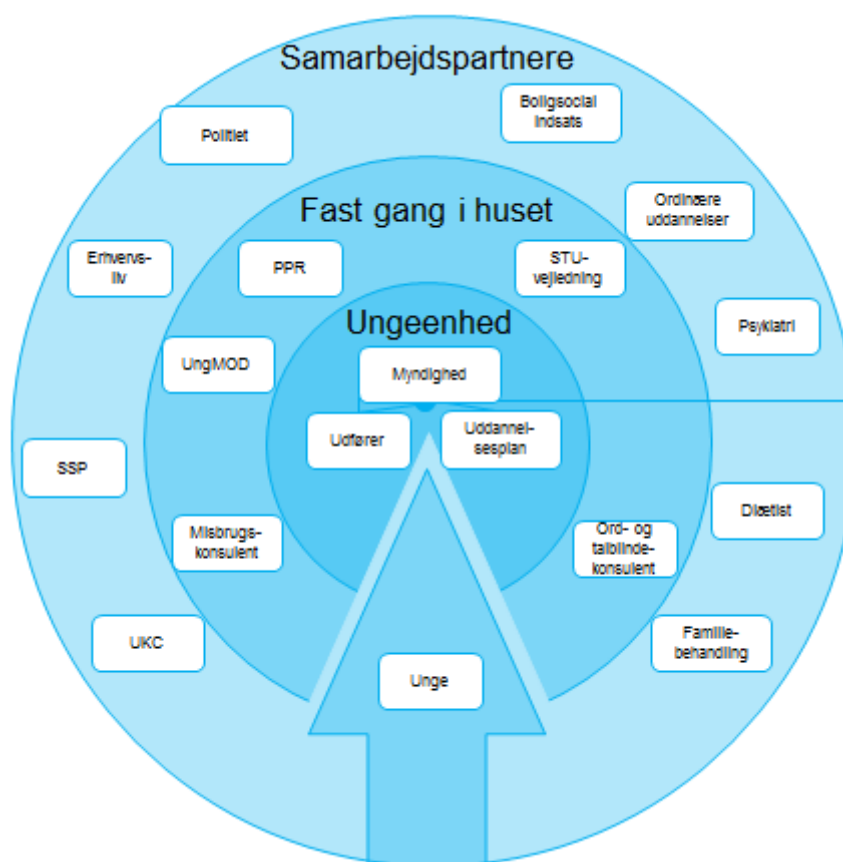 Samarbejdspartnere
Boligsocial
indsats
Politiet
Ordinære
uddannelser
Fast gang i huset
Erhvervs-
liv
PPR
STU-
vejledning
Ungeenhed
Psykiatri
UngMOD
Myndighed
Udfører
Uddannel-
sesplan
SSP
Diætist
Misbrugs-
konsulent
Ord- og
talblinde-
konsulent
UKC
Familie-
behandling
Unge